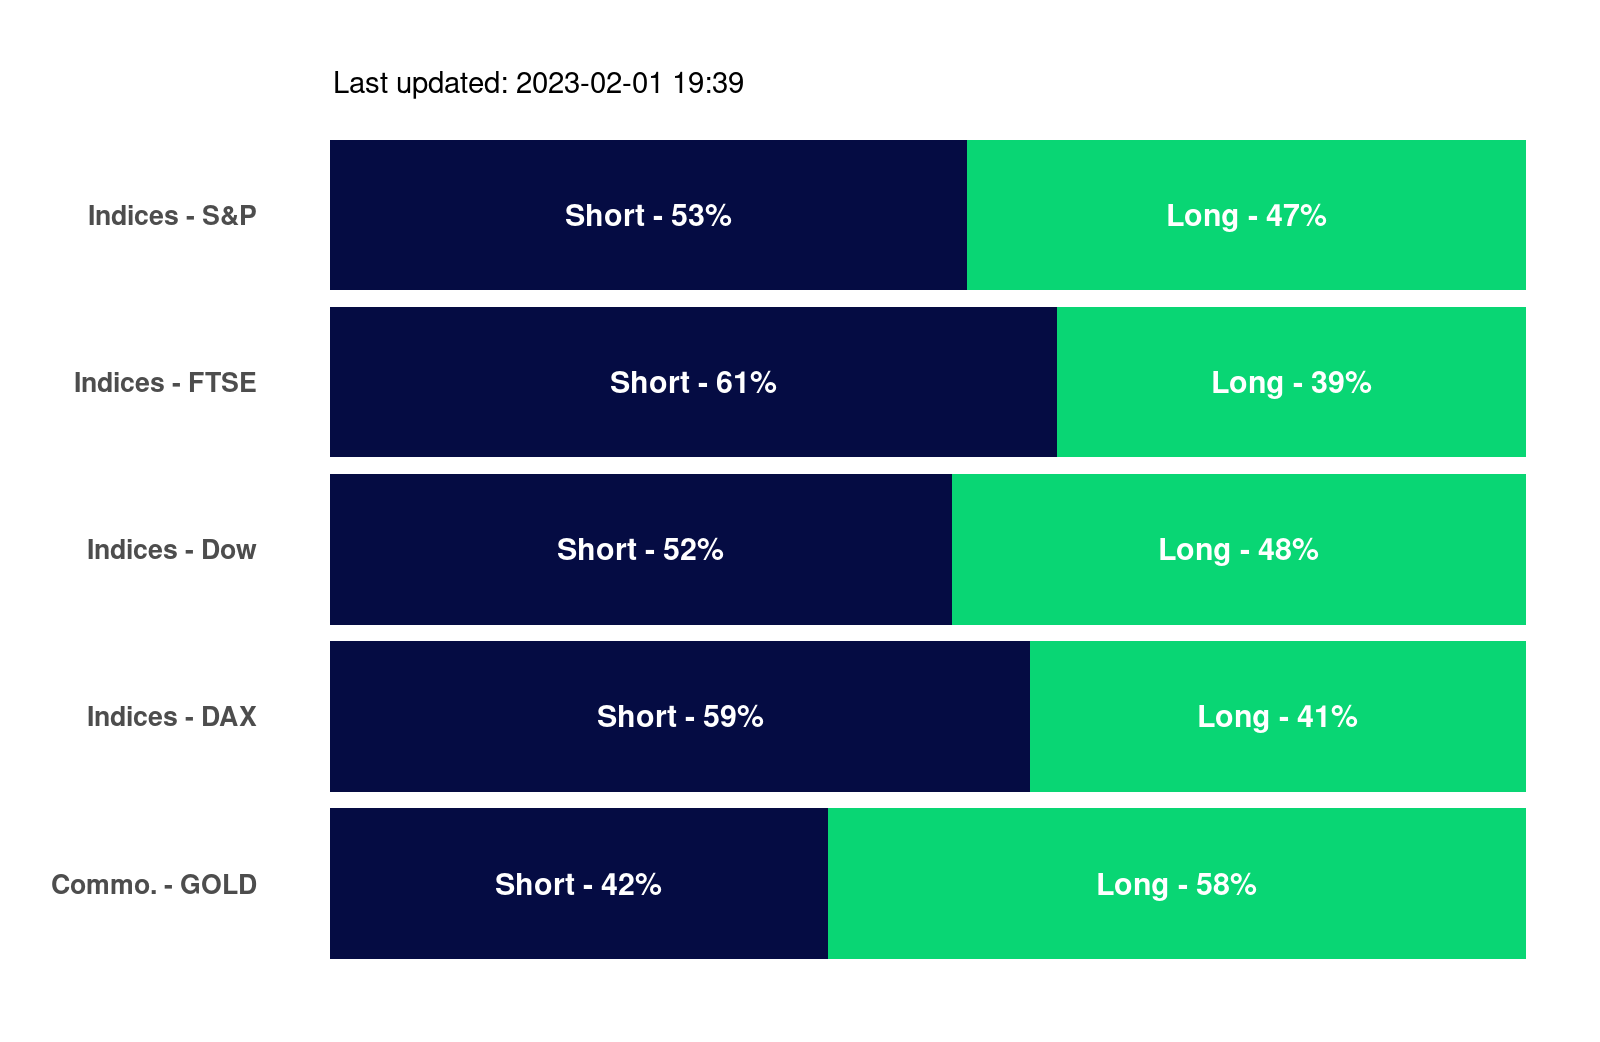 Last updated: 2023-02-01 19:39
Indices - S&P Short - 53% Long - 47%
Indices - FTSE Short - 61% Long - 39%
Indices - Dow Short - 52% Long - 48%
Indices - DAX Short - 59% Long - 41%
Commo. - GOLD Short - 42% Long - 58%